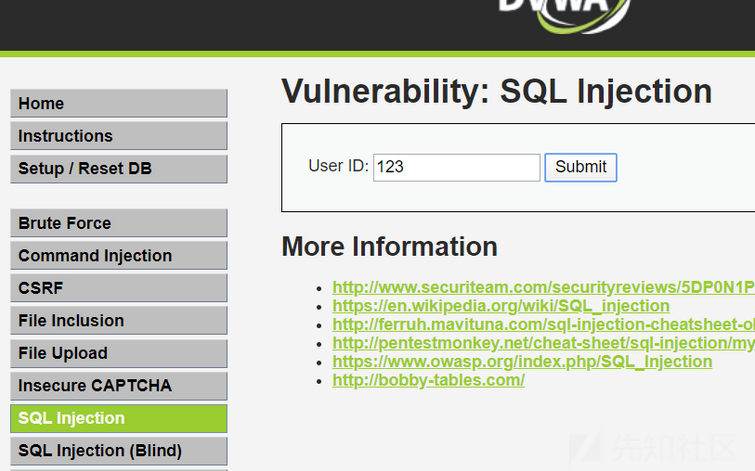 DVWA
Home
Instructions
Setup / Reset DB
Brute Force
Command Injection
CSRF
File Inclusion
File Upload
Insecure CAPTCHA
SQL Injection
SQL Injection (Blind)
Vulnerability: SQL Injection
User ID: 123 Submit
More Information
http://www.securiteam.com/securityreviews/5DP0N1P
https://en.wikipedia.org/wiki/SQL_injection
http://ferruh.mavituna.com/sql-injection-cheatsheet-o
http://pentestmonkey.net/cheat-sheet/sql-injection/my
https://www.owasp.org/index.php/SQL_Injection
http://bobby-tables.com/
先知社区